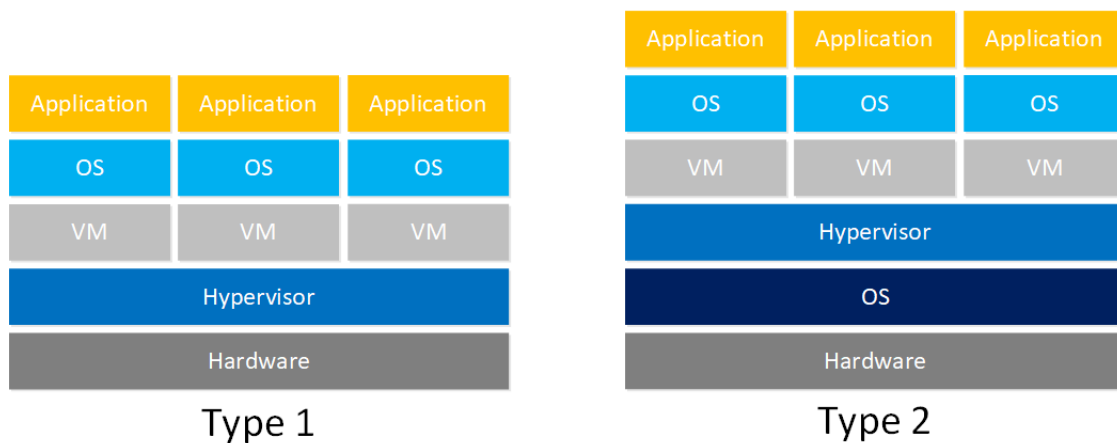 Application Application Application
OS OS OS
VM VM VM
Hypervisor
Hardware
Type 1
Application Application Application
OS OS OS
VM VM VM
Hypervisor
OS
Hardware
Type 2